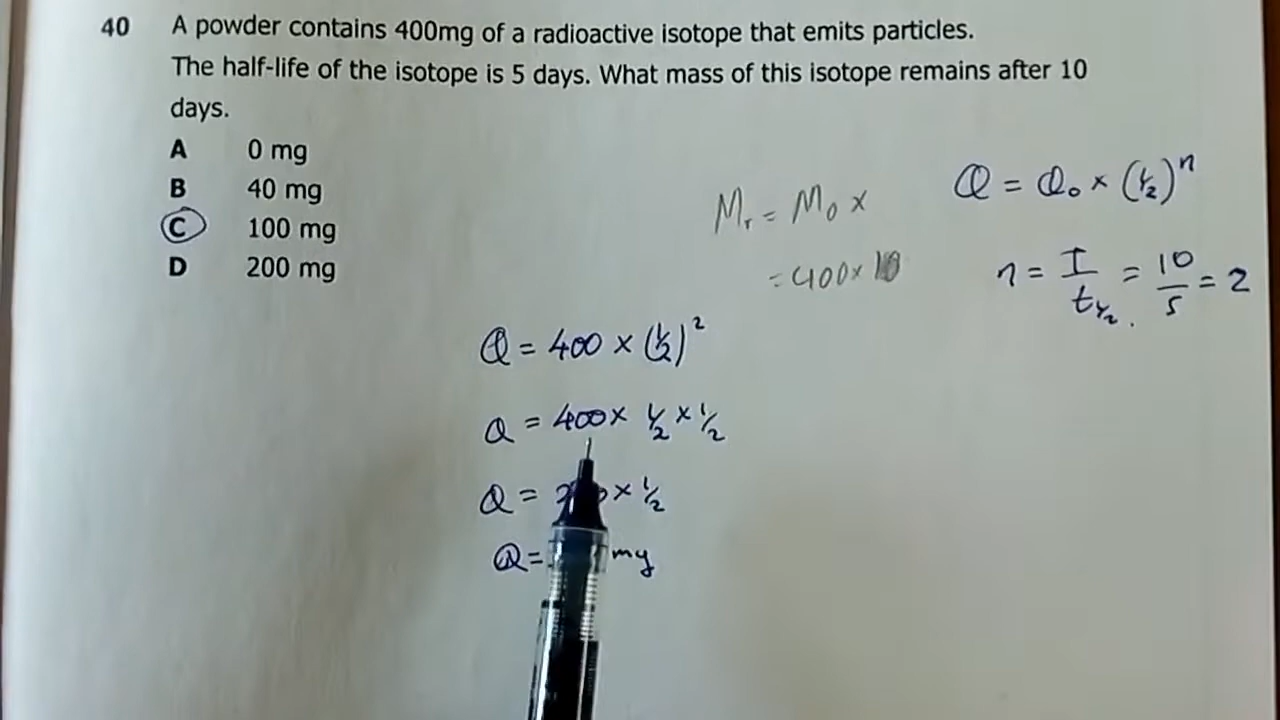 40 A powder contains 400mg of a radioactive isotope that emits particles.
The half-life of the isotope is 5 days. What mass of this isotope remains after 10
days.
A 0 mg
B 40 mg
C 100 mg
D 200 mg
Mr = M0 ×
= 400 × 10
Q = Q0 × (1/2)^n
n = T/t1/2 = 10/5 = 2
Q = 400 × (1/2)^2
Q = 400 × 1/2 × 1/2
Q = × 1/2
Q = mg